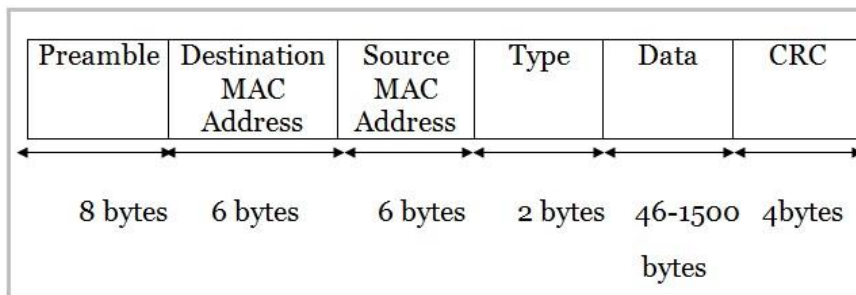 Preamble Destination MAC Address Source MAC Address Type Data CRC
8 bytes 6 bytes 6 bytes 2 bytes 46-1500 bytes 4bytes